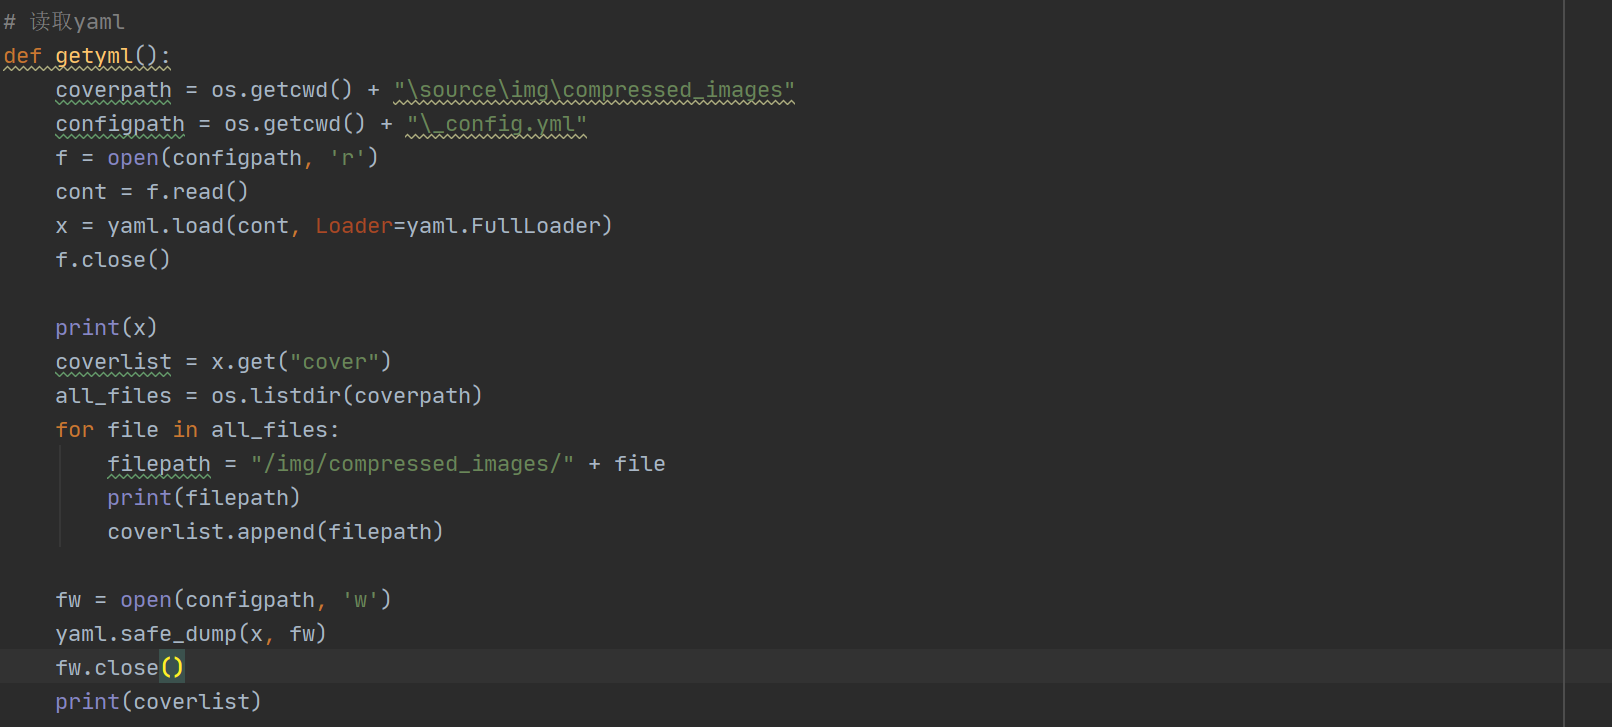 # 读取yaml
def getyml():
    coverpath = os.getcwd() + "\source\img\compressed_images"
    configpath = os.getcwd() + "\_config.yml"
    f = open(configpath, 'r')
    cont = f.read()
    x = yaml.load(cont, Loader=yaml.FullLoader)
    f.close()

    print(x)
    coverlist = x.get("cover")
    all_files = os.listdir(coverpath)
    for file in all_files:
        filepath = "/img/compressed_images/" + file
        print(filepath)
        coverlist.append(filepath)

    fw = open(configpath, 'w')
    yaml.safe_dump(x, fw)
    fw.close()
    print(coverlist)